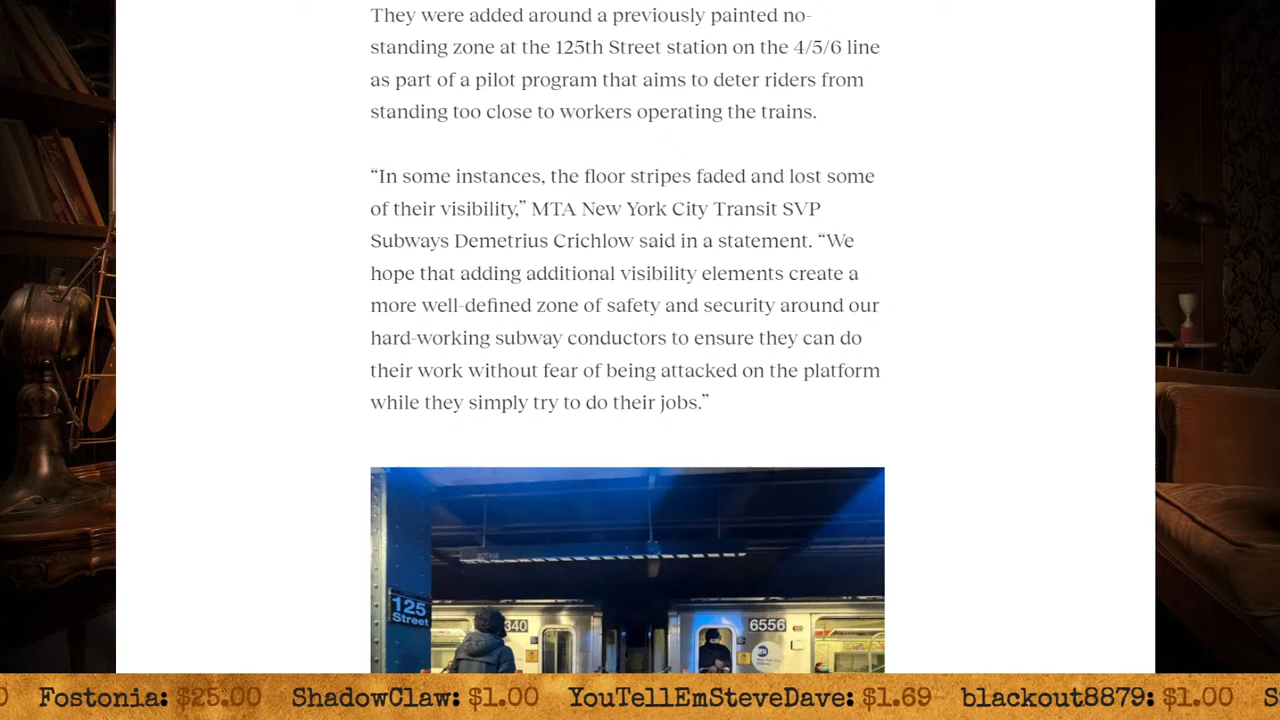 They were added around a previously painted no-
standing zone at the 125th Street station on the 4/5/6 line
as part of a pilot program that aims to deter riders from
standing too close to workers operating the trains.
“In some instances, the floor stripes faded and lost some
of their visibility,” MTA New York City Transit SVP
Subways Demetrius Crichlow said in a statement. “We
hope that adding additional visibility elements create a
more well-defined zone of safety and security around our
hard-working subway conductors to ensure they can do
their work without fear of being attacked on the platform
while they simply try to do their jobs.”
125
Street
340
6556
MTA
0 Fostonia: $25.00 ShadowClaw: $1.00 YouTellEmSteveDave: $1.69 blackout8879: $1.00 S